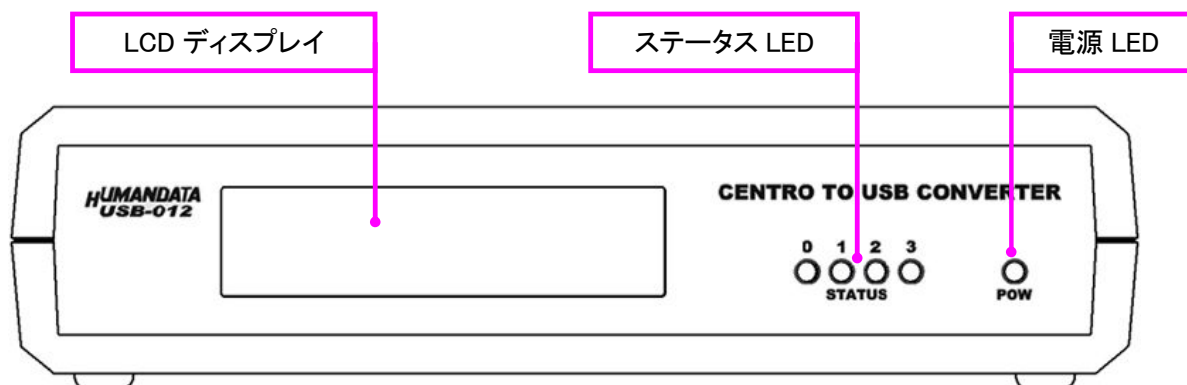 LCD ディスプレイ
ステータス LED
電源 LED
HUMANDATA
USB-012
CENTRO TO USB CONVERTER
0 1 2 3
STATUS
POW